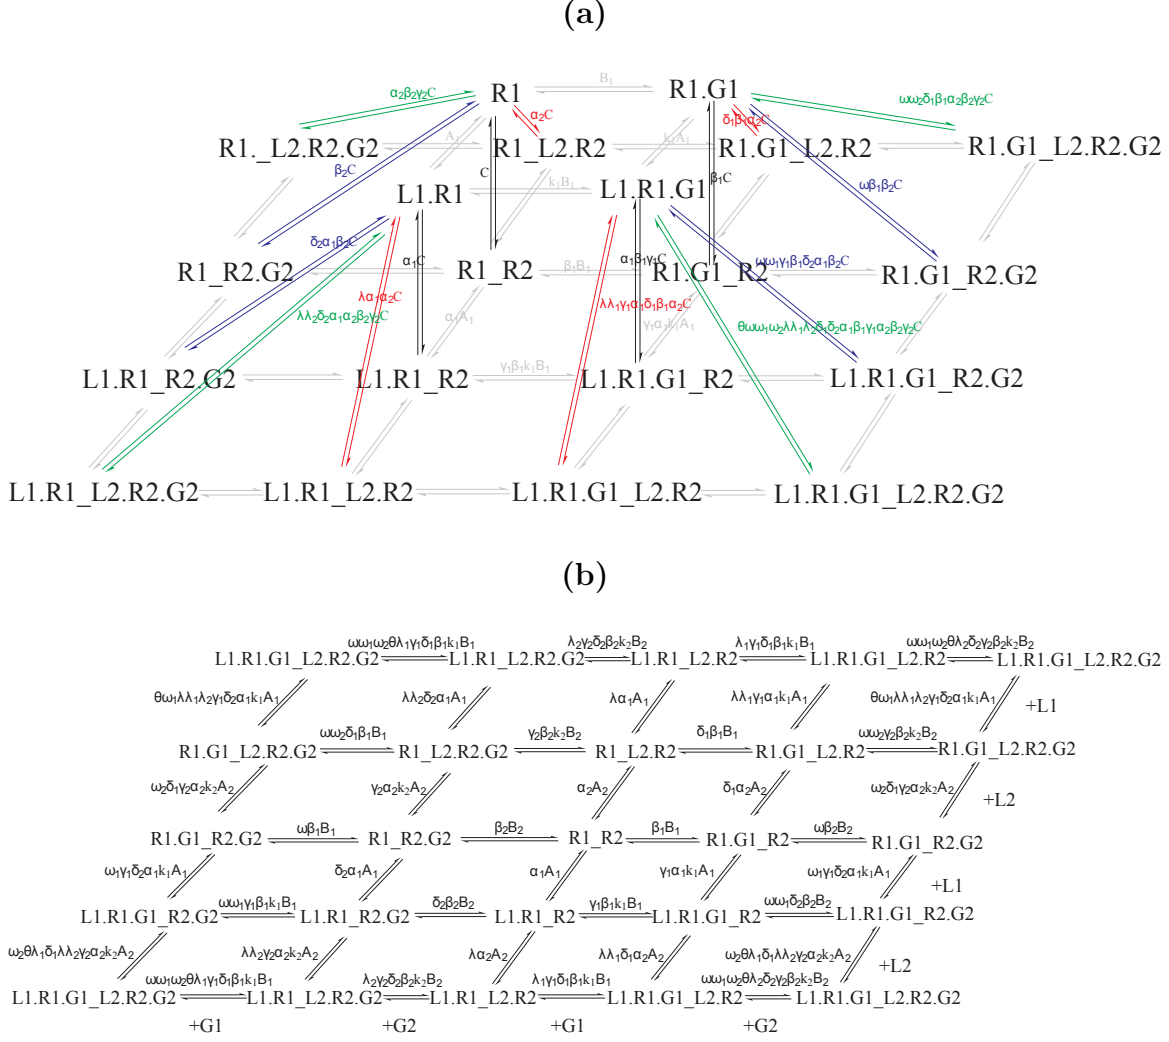 (a)
R1 B₁ R1.G1
α₂β₂γ₂C α₂C δ₁β₁α₂C ωω₂δ₁β₁α₂β₂γ₂C
R1._L2.R2.G2 A₁ R1_L2.R2 k₁A₁ R1.G1_L2.R2 R1.G1_L2.R2.G2
β₂C C β₁C ωβ₁β₂C
L1.R1 k₁B₁ L1.R1.G1
δ₂α₁β₂C
R1_R2.G2 α₁C R1_R2 β₁B₁ α₁β₁γ₁C R1.G1_R2 ωω₁γ₁β₁δ₂α₁β₂C R1.G1_R2.G2
λα₁α₂C λλ₁γ₁α₁δ₁β₁α₂C
λλ₂δ₂α₁α₂β₂γ₂C α₁A₁ γ₁α₁k₁A₁ θωω₁ω₂λλ₁λ₂δ₁δ₂α₁β₁γ₁α₂β₂γ₂C
L1.R1_R2.G2 L1.R1_R2 γ₁β₁k₁B₁ L1.R1.G1_R2 L1.R1.G1_R2.G2
L1.R1_L2.R2.G2 L1.R1_L2.R2 L1.R1.G1_L2.R2 L1.R1.G1_L2.R2.G2
(b)
ωω₁ω₂θλ₁γ₁δ₁β₁k₁B₁ λ₂γ₂δ₂β₂k₂B₂ λ₁γ₁δ₁β₁k₁B₁ ωω₁ω₂θλ₂δ₂γ₂β₂k₂B₂
L1.R1.G1_L2.R2.G2 L1.R1_L2.R2.G2 L1.R1_L2.R2 L1.R1.G1_L2.R2 L1.R1.G1_L2.R2.G2
θω₁λλ₁λ₂γ₁δ₂α₁k₁A₁ λλ₂δ₂α₁A₁ λα₁A₁ λλ₁γ₁α₁k₁A₁ θω₁λλ₁λ₂γ₁δ₂α₁k₁A₁ +L1
ωω₂δ₁β₁B₁ γ₂β₂k₂B₂ δ₁β₁B₁ ωω₂γ₂β₂k₂B₂
R1.G1_L2.R2.G2 R1_L2.R2.G2 R1_L2.R2 R1.G1_L2.R2 R1.G1_L2.R2.G2
ω₂δ₁γ₂α₂k₂A₂ γ₂α₂k₂A₂ α₂A₂ δ₁α₂A₂ ω₂δ₁γ₂α₂k₂A₂ +L2
ωβ₁B₁ β₂B₂ β₁B₁ ωβ₂B₂
R1.G1_R2.G2 R1_R2.G2 R1_R2 R1.G1_R2 R1.G1_R2.G2
ω₁γ₁δ₂α₁k₁A₁ δ₂α₁A₁ α₁A₁ γ₁α₁k₁A₁ ω₁γ₁δ₂α₁k₁A₁ +L1
ωω₁γ₁β₁k₁B₁ δ₂β₂B₂ γ₁β₁k₁B₁ ωω₁δ₂β₂B₂
L1.R1.G1_R2.G2 L1.R1_R2.G2 L1.R1_R2 L1.R1.G1_R2 L1.R1.G1_R2.G2
ω₂θλ₁δ₁λλ₂γ₂α₂k₂A₂ λλ₂γ₂α₂k₂A₂ λα₂A₂ λλ₁δ₁α₂A₂ ω₂θλ₁δ₁λλ₂γ₂α₂k₂A₂ +L2
ωω₁ω₂θλ₁γ₁δ₁β₁k₁B₁ λ₂γ₂δ₂β₂k₂B₂ λ₁γ₁δ₁β₁k₁B₁ ωω₁ω₂θλ₂δ₂γ₂β₂k₂B₂
L1.R1.G1_L2.R2.G2 L1.R1_L2.R2.G2 L1.R1_L2.R2 L1.R1.G1_L2.R2 L1.R1.G1_L2.R2.G2
+G1 +G2 +G1 +G2